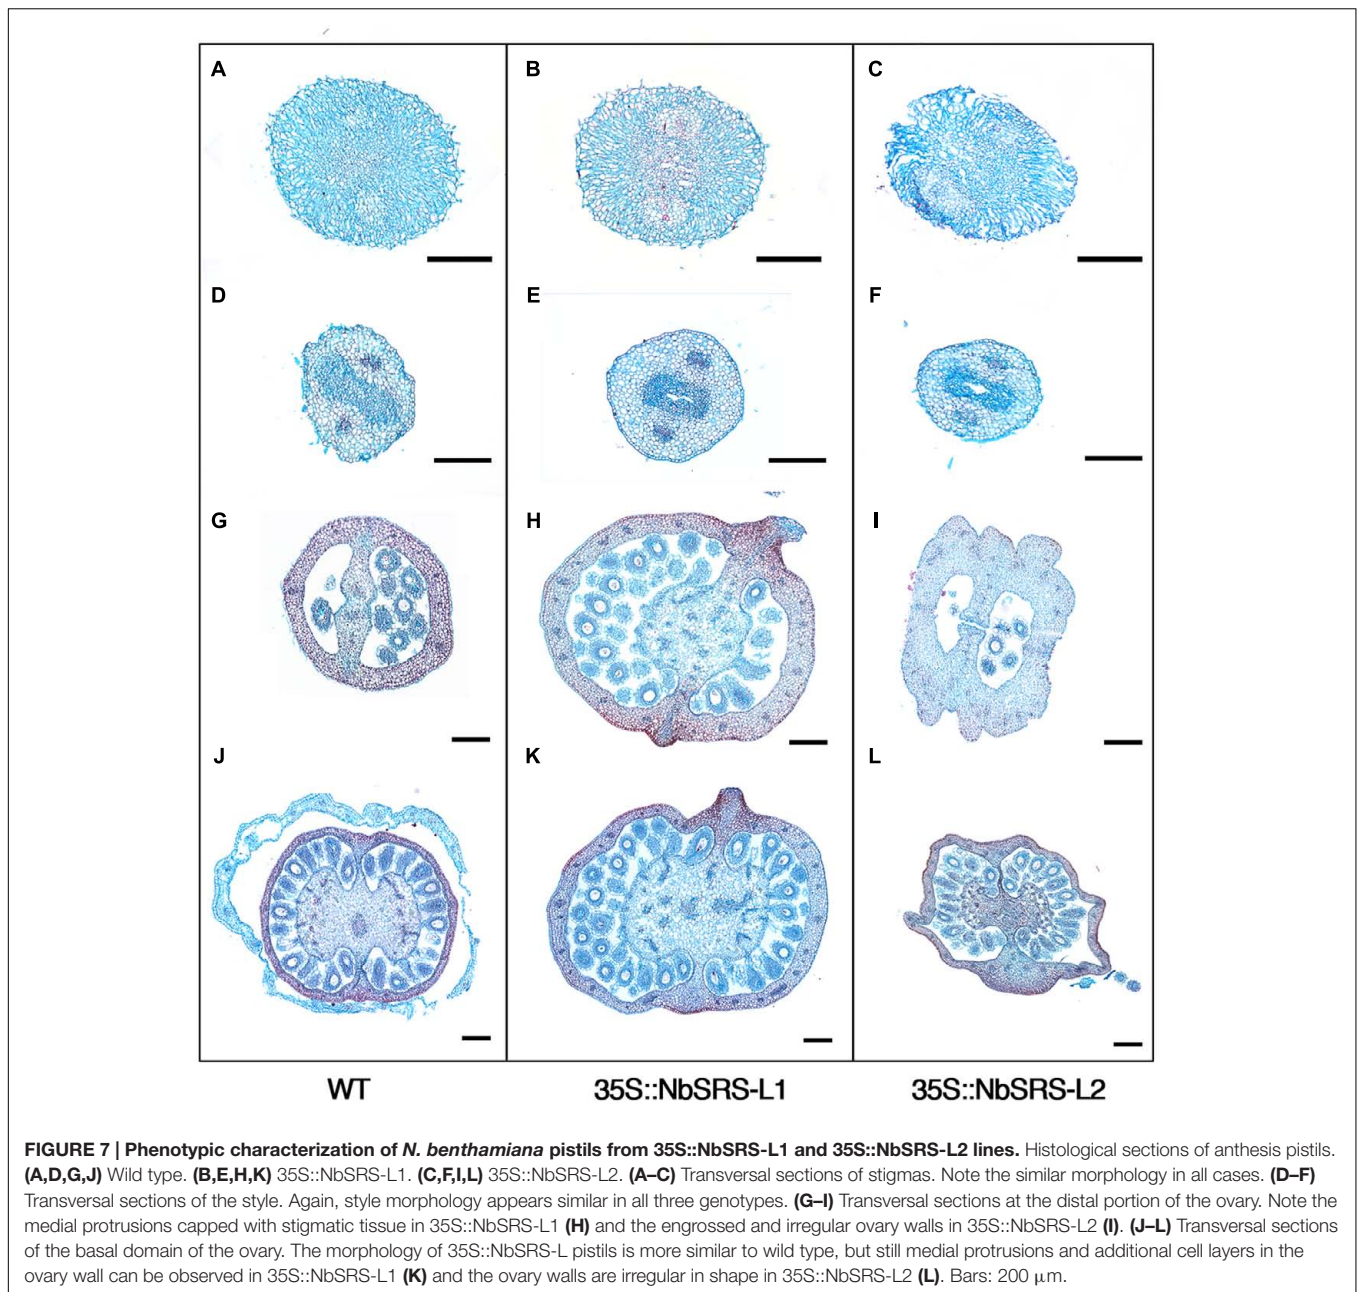 A
B
C
D
E
F
G
H
I
J
K
L
WT
35S::NbSRS-L1
35S::NbSRS-L2
FIGURE 7 | Phenotypic characterization of N. benthamiana pistils from 35S::NbSRS-L1 and 35S::NbSRS-L2 lines. Histological sections of anthesis pistils.
(A,D,G,J) Wild type. (B,E,H,K) 35S::NbSRS-L1. (C,F,I,L) 35S::NbSRS-L2. (A–C) Transversal sections of stigmas. Note the similar morphology in all cases. (D–F)
Transversal sections of the style. Again, style morphology appears similar in all three genotypes. (G–I) Transversal sections at the distal portion of the ovary. Note the
medial protrusions capped with stigmatic tissue in 35S::NbSRS-L1 (H) and the engrossed and irregular ovary walls in 35S::NbSRS-L2 (I). (J–L) Transversal sections
of the basal domain of the ovary. The morphology of 35S::NbSRS-L pistils is more similar to wild type, but still medial protrusions and additional cell layers in the
ovary wall can be observed in 35S::NbSRS-L1 (K) and the ovary walls are irregular in shape in 35S::NbSRS-L2 (L). Bars: 200 μm.